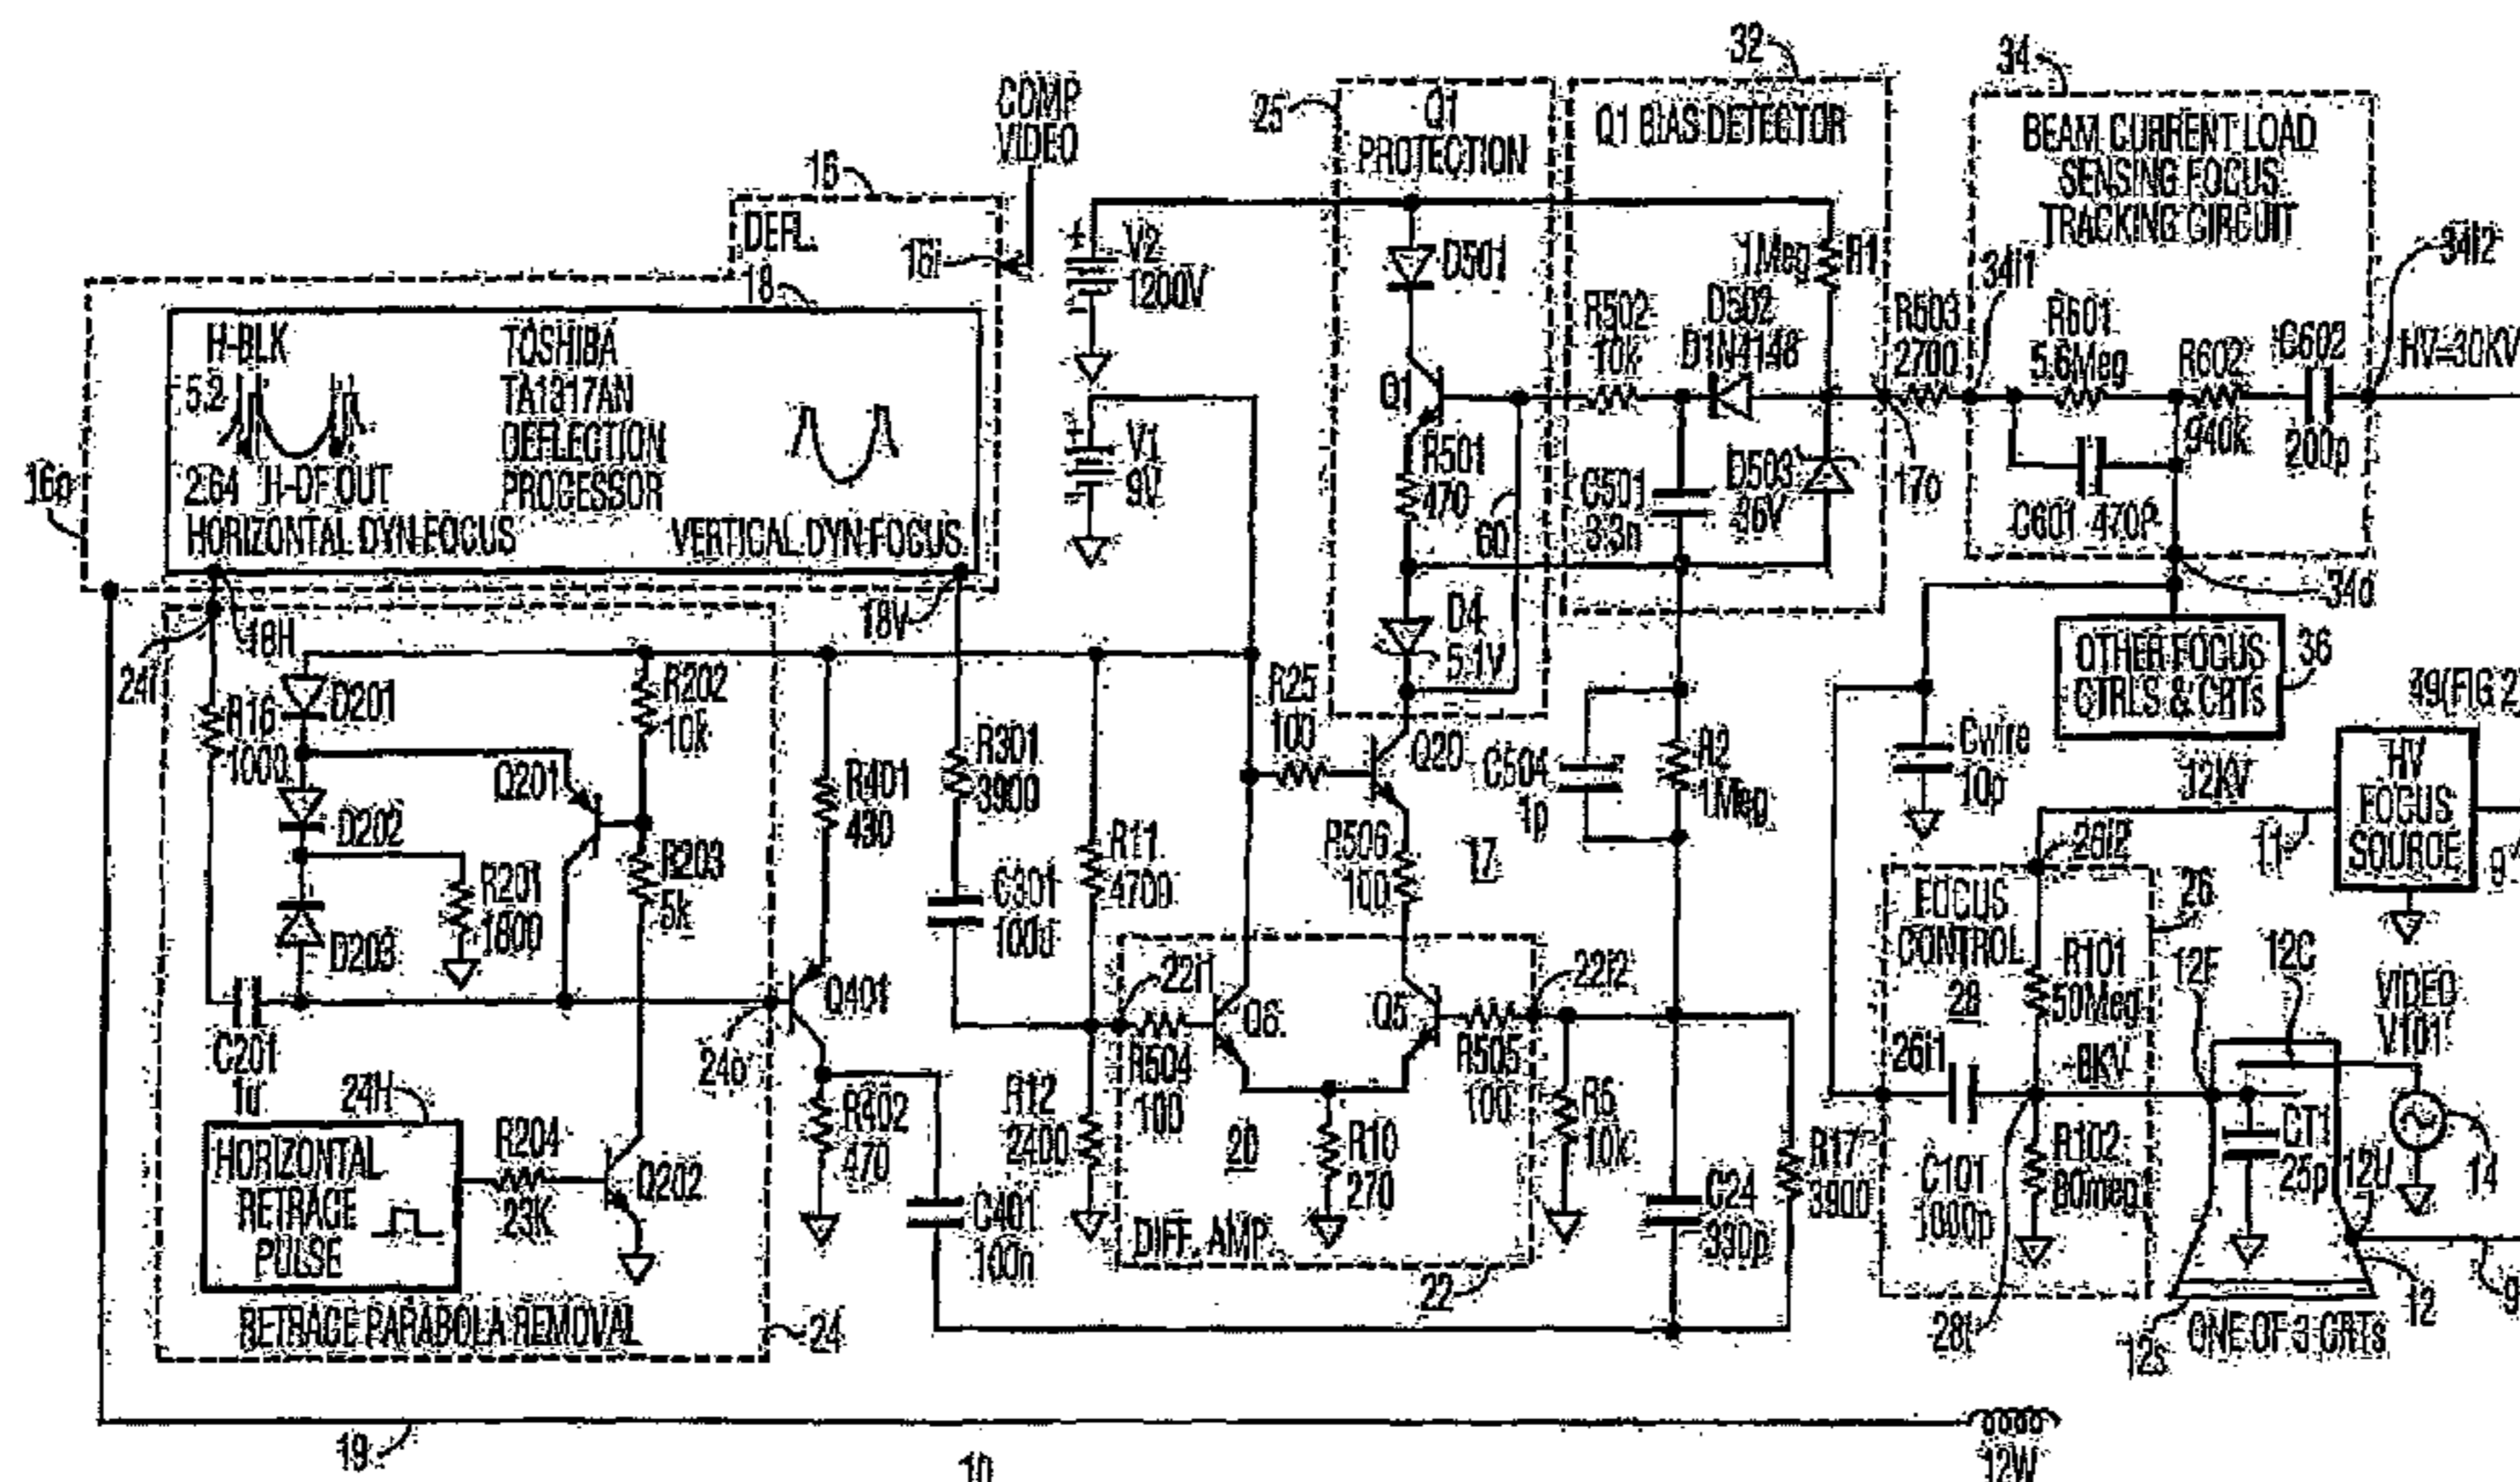 COMP
VIDEO
16
DEFL.
16i
18
H-BLK
5.2
2.64 H-DF OUT
HORIZONTAL DYN FOCUS
TOSHIBA
TA1317AN
DEFLECTION
PROCESSOR
VERTICAL DYN FOCUS
16o
18H
18V
24i
V2
1200V
V1
9V
25
Q1
PROTECTION
D501
Q1
R501
470
60
D4
5.1V
32
Q1 BIAS DETECTOR
1Meg
R1
R502
10k
D502
D1N4148
C501
3.3n
D503
36V
R503
2700
17o
34
BEAM CURRENT LOAD
SENSING FOCUS
TRACKING CIRCUIT
34i1
34i2
R601
5.6Meg
R602
940k
C602
200p
HV=30KV
C601 470P
34o
OTHER FOCUS
CTRLS & CRTs
36
R16
1000
D201
D202
D203
R201
1800
C201
1u
Q201
R202
10k
R203
5k
24H
HORIZONTAL
RETRACE
PULSE
R204
23K
Q202
RETRACE PARABOLA REMOVAL
24
24o
R401
430
Q401
R402
470
R301
3900
C301
100u
C401
100n
R11
4700
R12
2400
R25
100
Q20
R506
100
17
C504
1p
R2
1Meg
22i1
R504
100
Q6
Q5
R505
100
22i2
20
R10
270
DIFF. AMP.
22
R6
10k
C24
390p
R17
3900
Cwire
10p
12KV
49(FIG 2
HV
FOCUS
SOURCE
11
9
26i2
FOCUS
CONTROL
28
26
R101
50Meg
26i1
C101
1000p
~8KV
R102
80meg
28t
12F
12C
VIDEO
V101
CT1
25p
12U
14
12
9
12s
ONE OF 3 CRTs
19
10
12W